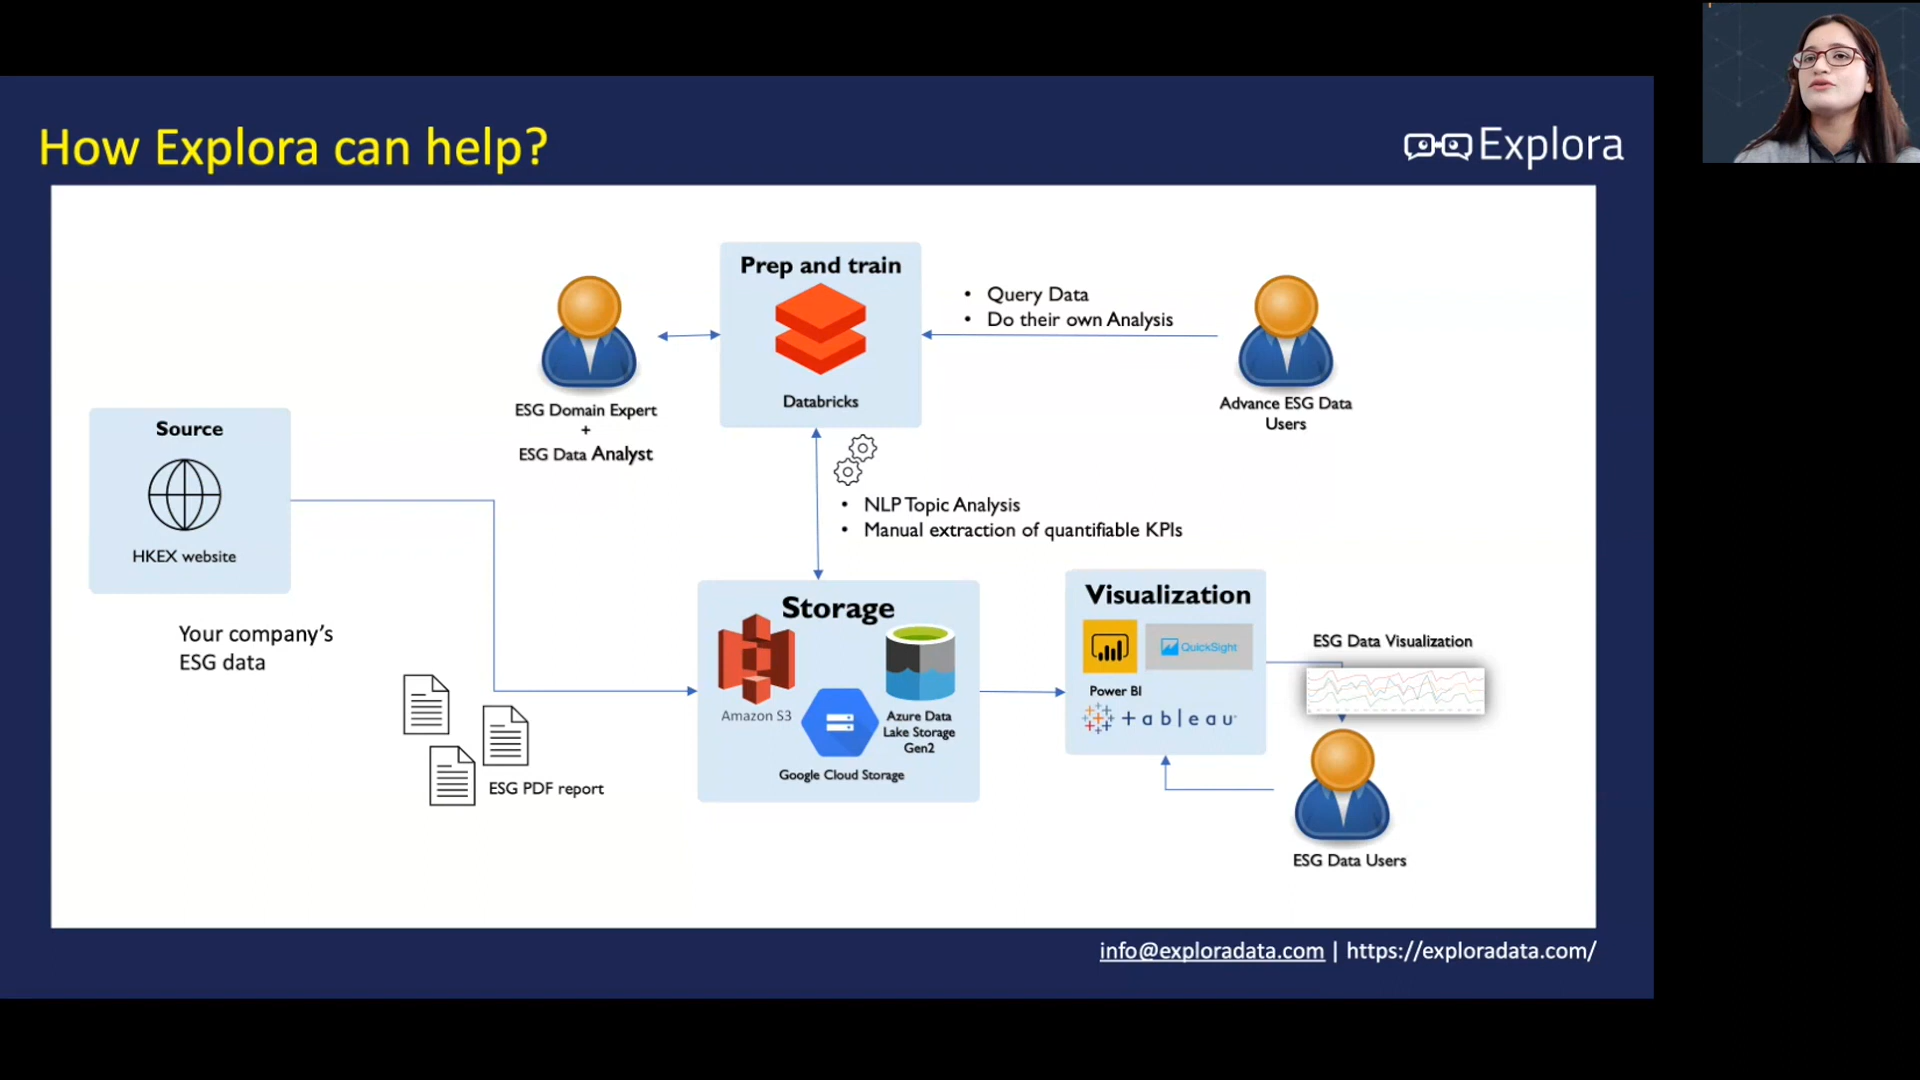 How Explora can help?
Explora
Prep and train
Databricks
• Query Data
• Do their own Analysis
ESG Domain Expert
+
ESG Data Analyst
Advance ESG Data
Users
Source
HKEX website
• NLP Topic Analysis
• Manual extraction of quantifiable KPIs
Your company’s
ESG data
ESG PDF report
Storage
Amazon S3
Azure Data
Lake Storage
Gen2
Google Cloud Storage
Visualization
QuickSight
Power BI
+ableau
ESG Data Visualization
ESG Data Users
info@exploradata.com | https://exploradata.com/